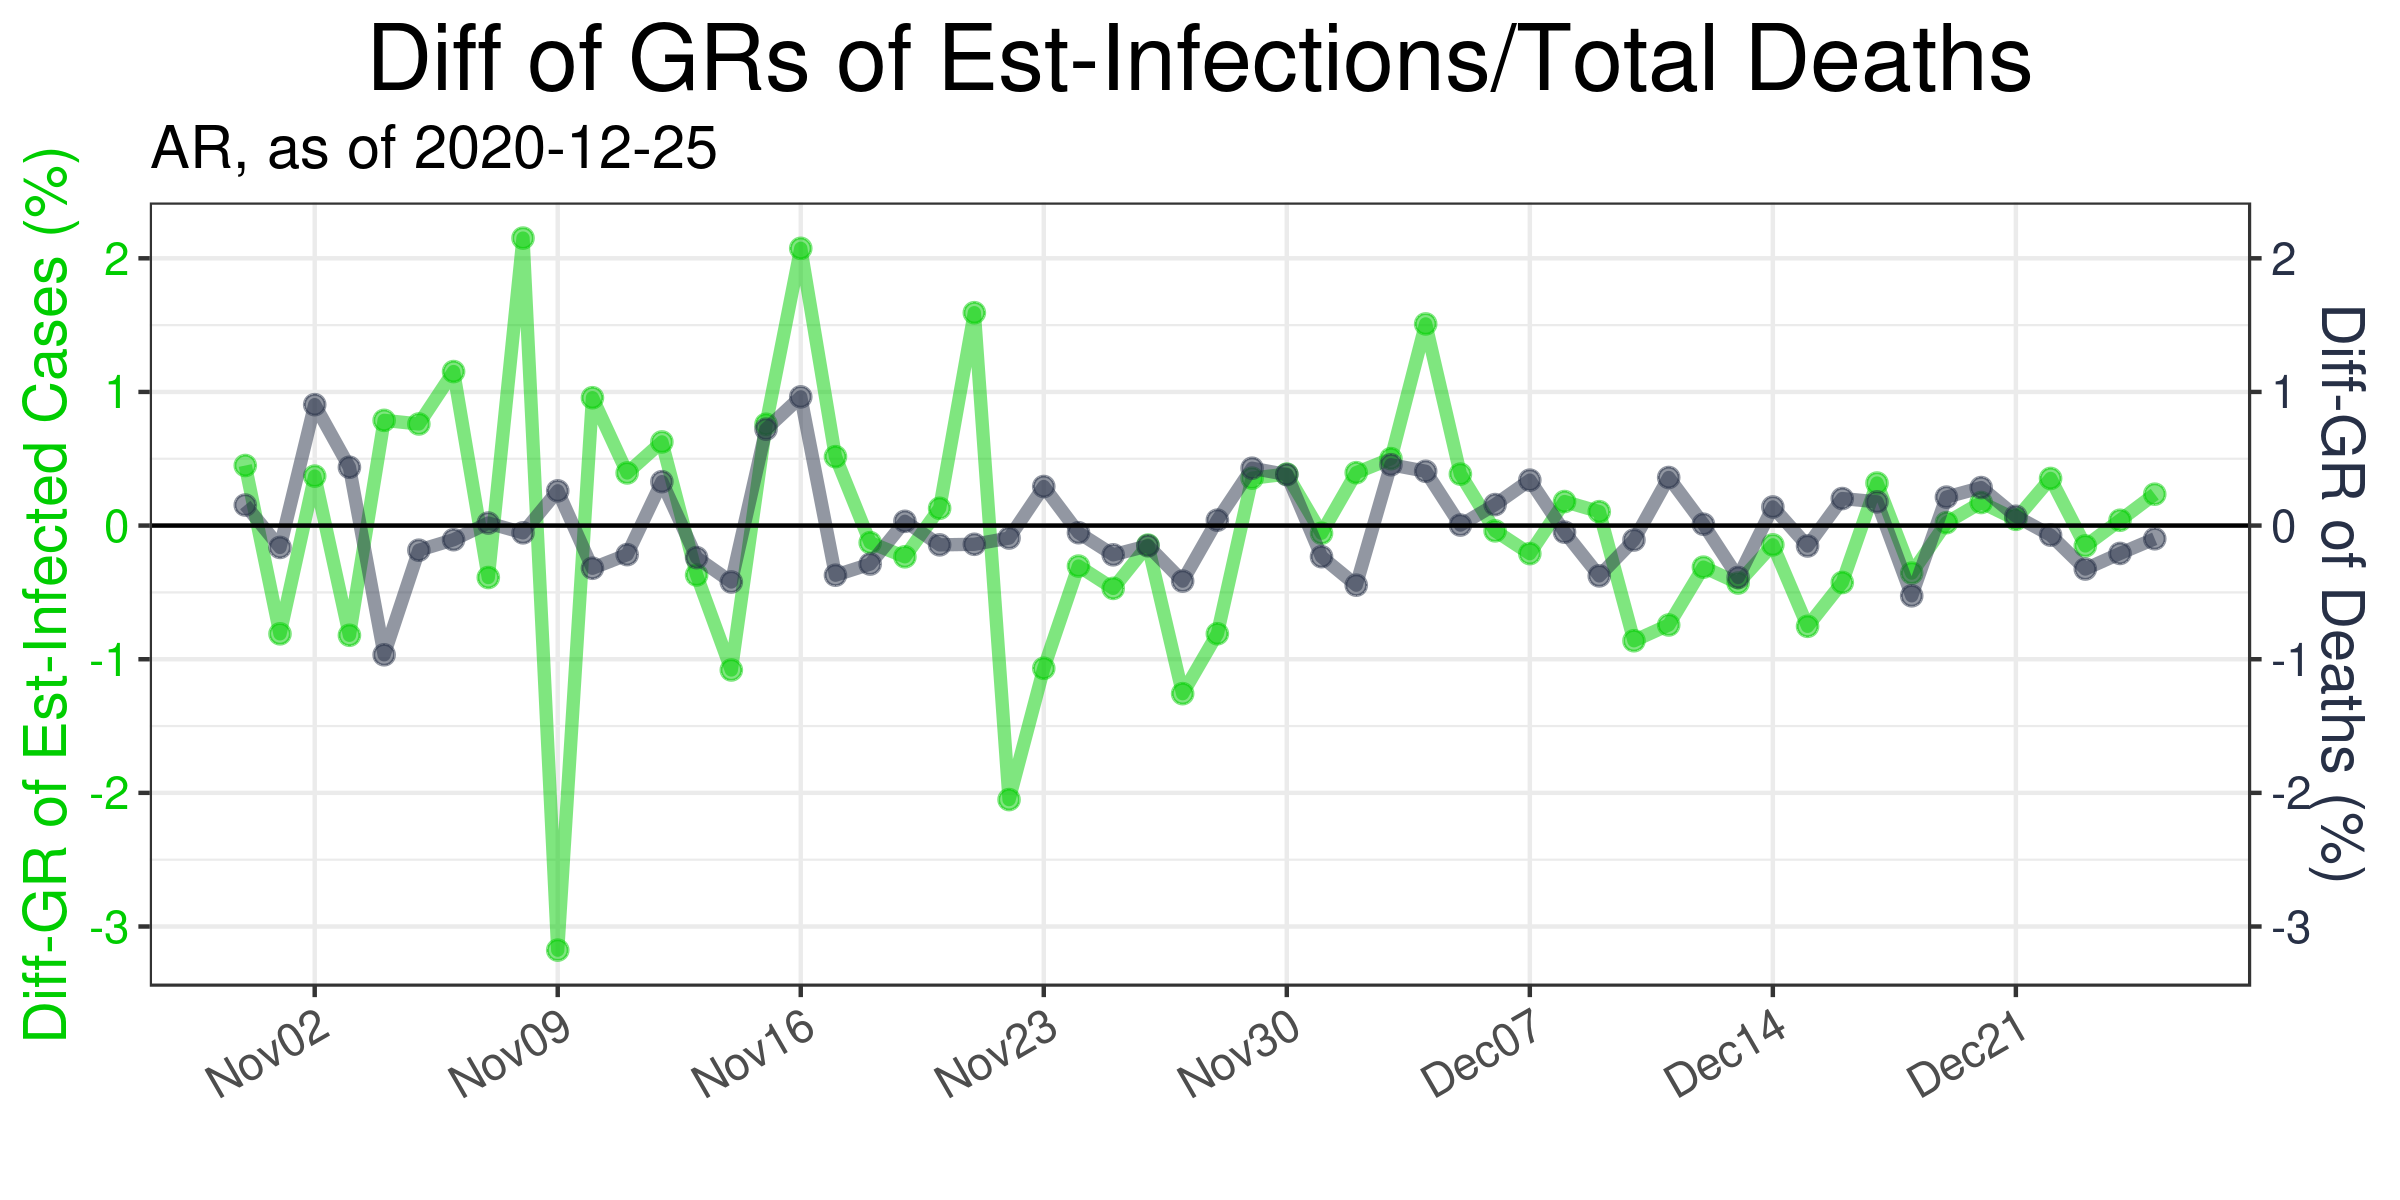 Diff of GRs of Est-Infections/Total Deaths
AR, as of 2020-12-25
Diff-GR of Est-Infected Cases (%)
2
1
0
-1
-2
-3
2
1
0
-1
-2
-3
Diff-GR of Deaths (%)
Nov02
Nov09
Nov16
Nov23
Nov30
Dec07
Dec14
Dec21